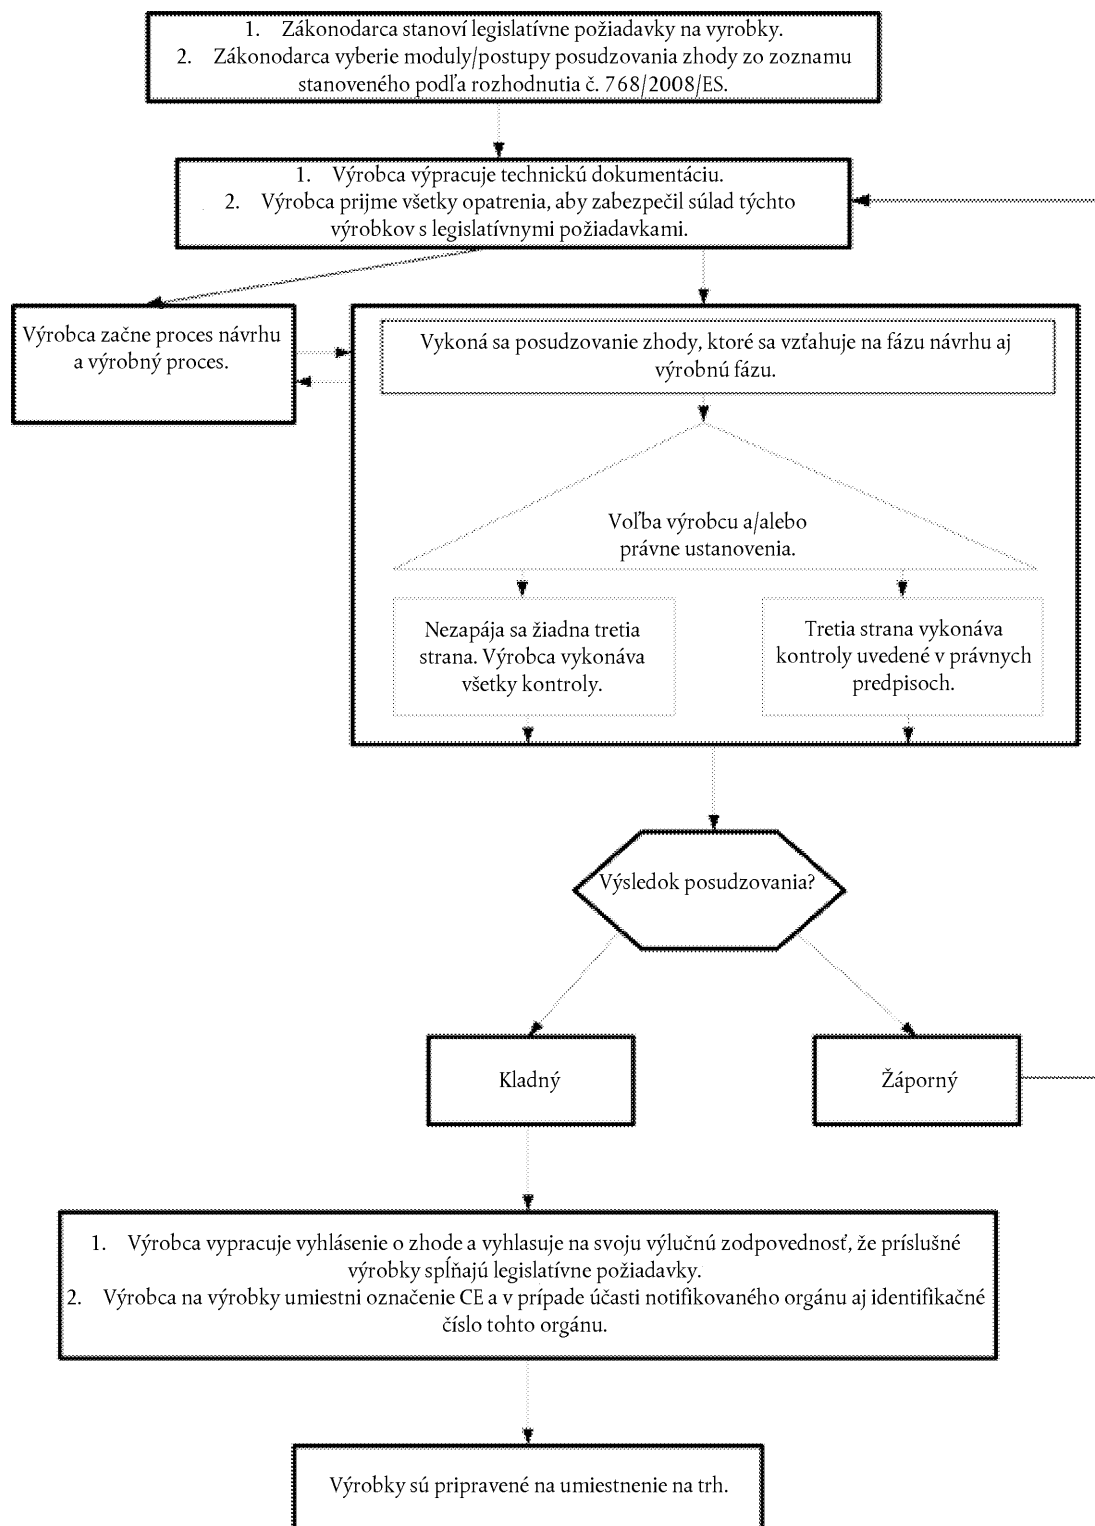 1. Zákonodarca stanoví legislatívne požiadavky na vyrobky.
2. Zákonodarca vyberie moduly/postupy posudzovania zhody zo zoznamu
stanoveného podľa rozhodnutia č. 768/2008/ES.
1. Výrobca výpracuje technickú dokumentáciu.
2. Výrobca prijme všetky opatrenia, aby zabezpečil súlad týchto
výrobkov s legislatívnymi požiadavkami.
Výrobca začne proces návrhu
a výrobný proces.
Vykoná sa posudzovanie zhody, ktoré sa vzťahuje na fázu návrhu aj
výrobnú fázu.
Voľba výrobcu a/alebo
právne ustanovenia.
Nezapája sa žiadna tretia
strana. Výrobca vykonáva
všetky kontroly.
Tretia strana vykonáva
kontroly uvedené v právnych
predpisoch.
Výsledok posudzovania?
Kladný
Žáporný
1. Výrobca vypracuje vyhlásenie o zhode a vyhlasuje na svoju výlučnú zodpovednosť, že príslušné
výrobky spĺňajú legislatívne požiadavky.
2. Výrobca na výrobky umiestni označenie CE a v prípade účasti notifikovaného orgánu aj identifikačné
číslo tohto orgánu.
Výrobky sú pripravené na umiestnenie na trh.